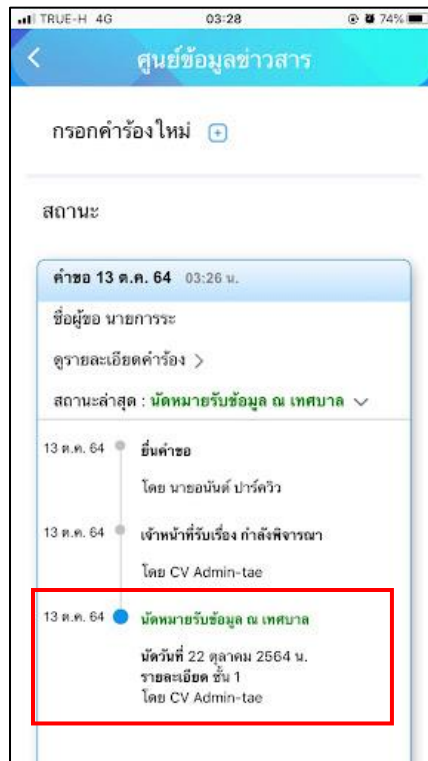 TRUE-H 4G 03:28 74%
ศูนย์ข้อมูลข่าวสาร
กรอกคำร้องใหม่
สถานะ
คำขอ 13 ต.ค. 64 03:26 น.
ชื่อผู้ขอ นายการระ
ดูรายละเอียดคำร้อง >
สถานะล่าสุด : นัดหมายรับข้อมูล ณ เทศบาล
13 ต.ค. 64 ยื่นคำขอ
โดย นายอนันต์ ปาร์ควิว
13 ต.ค. 64 เจ้าหน้าที่รับเรื่อง กำลังพิจารณา
โดย CV Admin-tae
13 ต.ค. 64 นัดหมายรับข้อมูล ณ เทศบาล
นัดวันที่ 22 ตุลาคม 2564 น.
รายละเอียด ชั้น 1
โดย CV Admin-tae